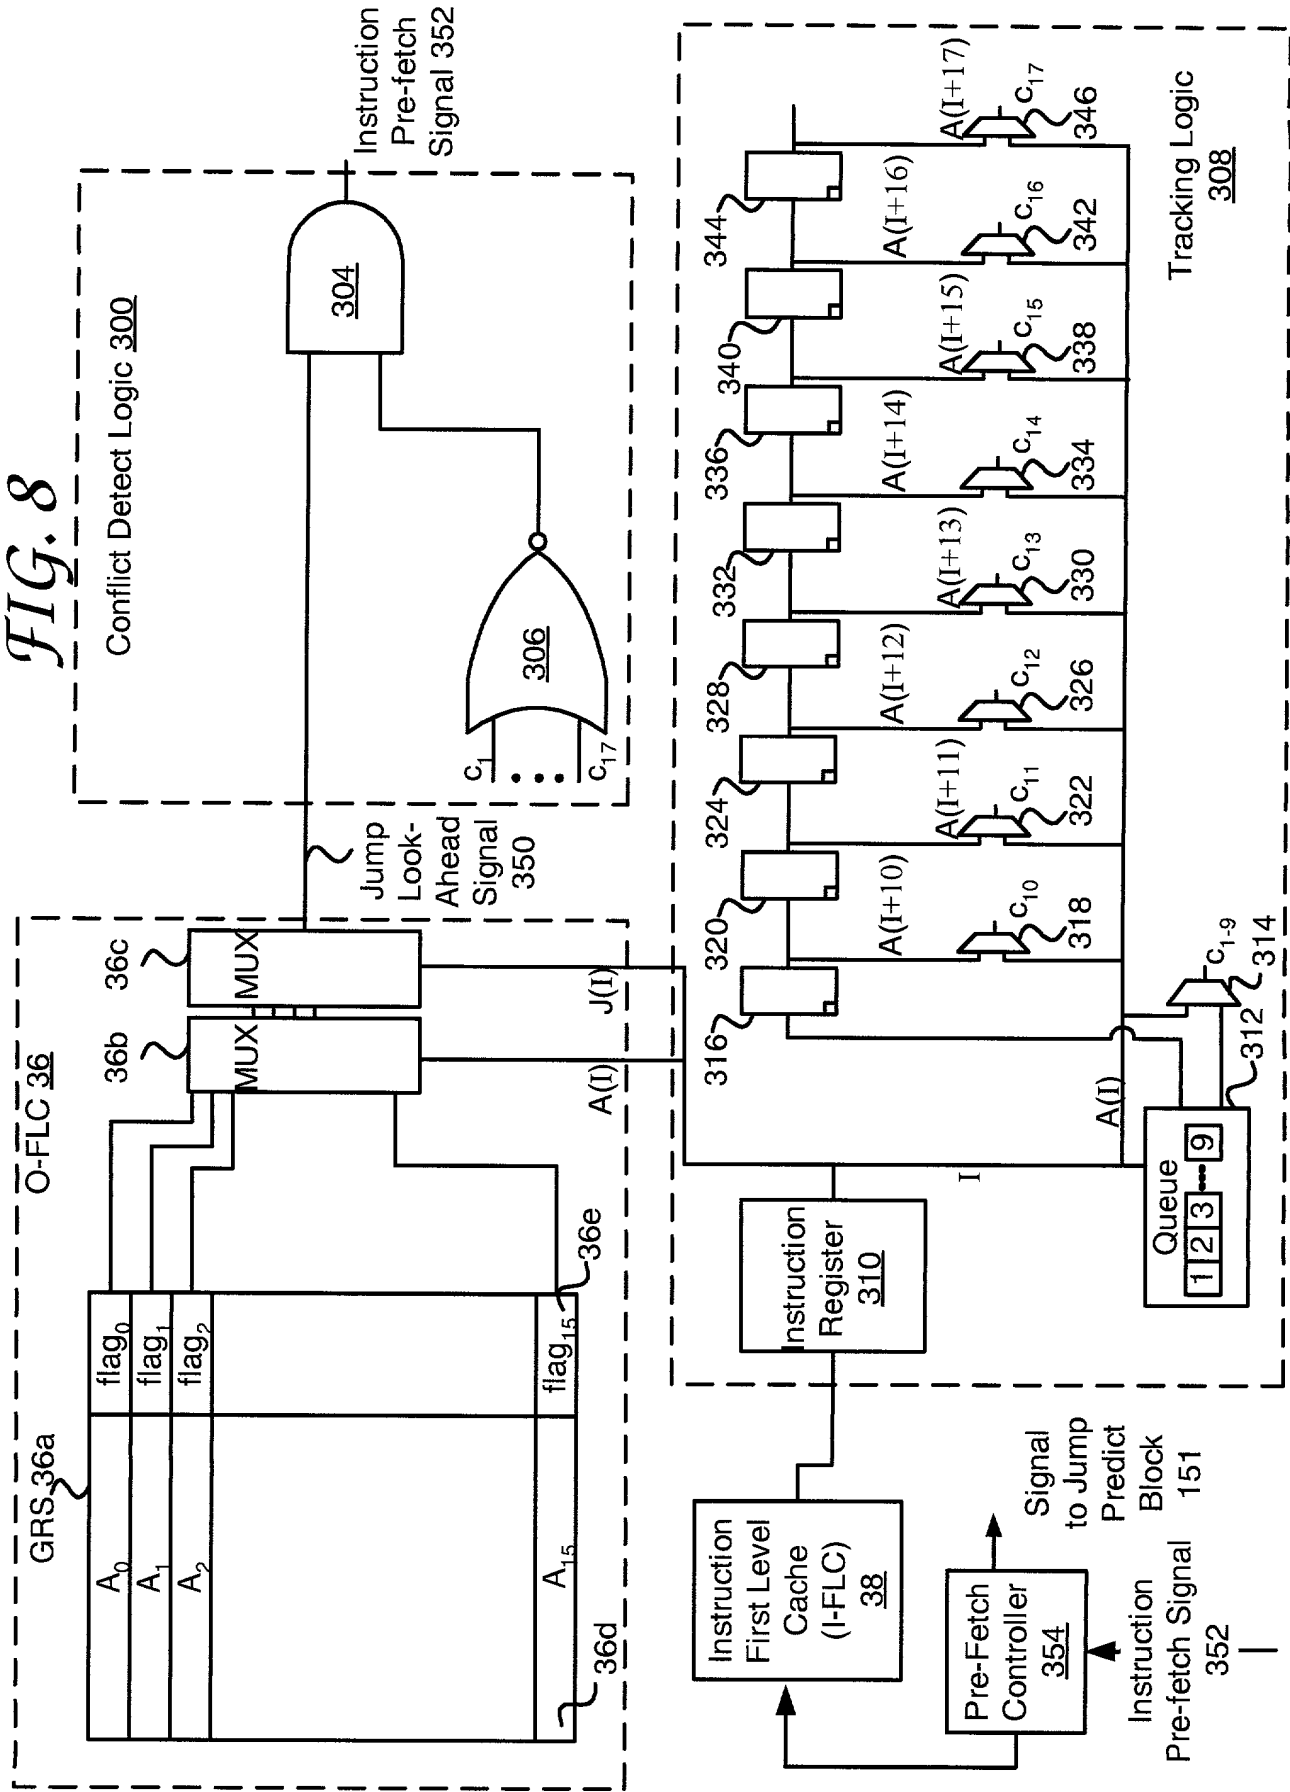 FIG. 8
O-FLC 36
GRS 36a
A0
flag0
A1
flag1
A2
flag2
A15
flag15
36d
36e
36b
MUX
36c
MUX
A(I)
J(I)
Jump
Look-
Ahead
Signal
350
Conflict Detect Logic 300
304
306
c1
c17
Instruction
Pre-fetch
Signal 352
Instruction
First Level
Cache
(I-FLC)
38
Pre-Fetch
Controller
354
Signal
to Jump
Predict
Block
151
Instruction
Pre-fetch Signal
352
Instruction
Register
310
I
A(I)
Queue
1 2 3 9
312
314
c1-9
316
320
324
328
332
336
340
344
A(I+10)
A(I+11)
A(I+12)
A(I+13)
A(I+14)
A(I+15)
A(I+16)
A(I+17)
c10
c11
c12
c13
c14
c15
c16
c17
318
322
326
330
334
338
342
346
Tracking Logic
308